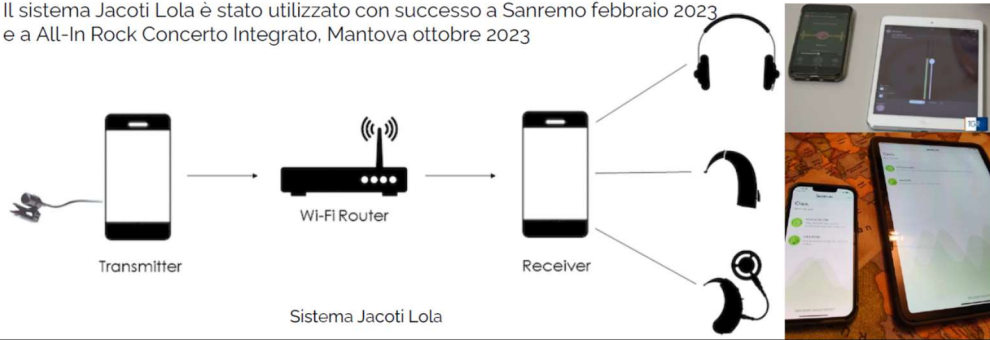 Il sistema Jacoti Lola è stato utilizzato con successo a Sanremo febbraio 2023
e a All-In Rock Concerto Integrato, Mantova ottobre 2023
Wi-Fi Router
Transmitter
Receiver
Sistema Jacoti Lola
Ciao,